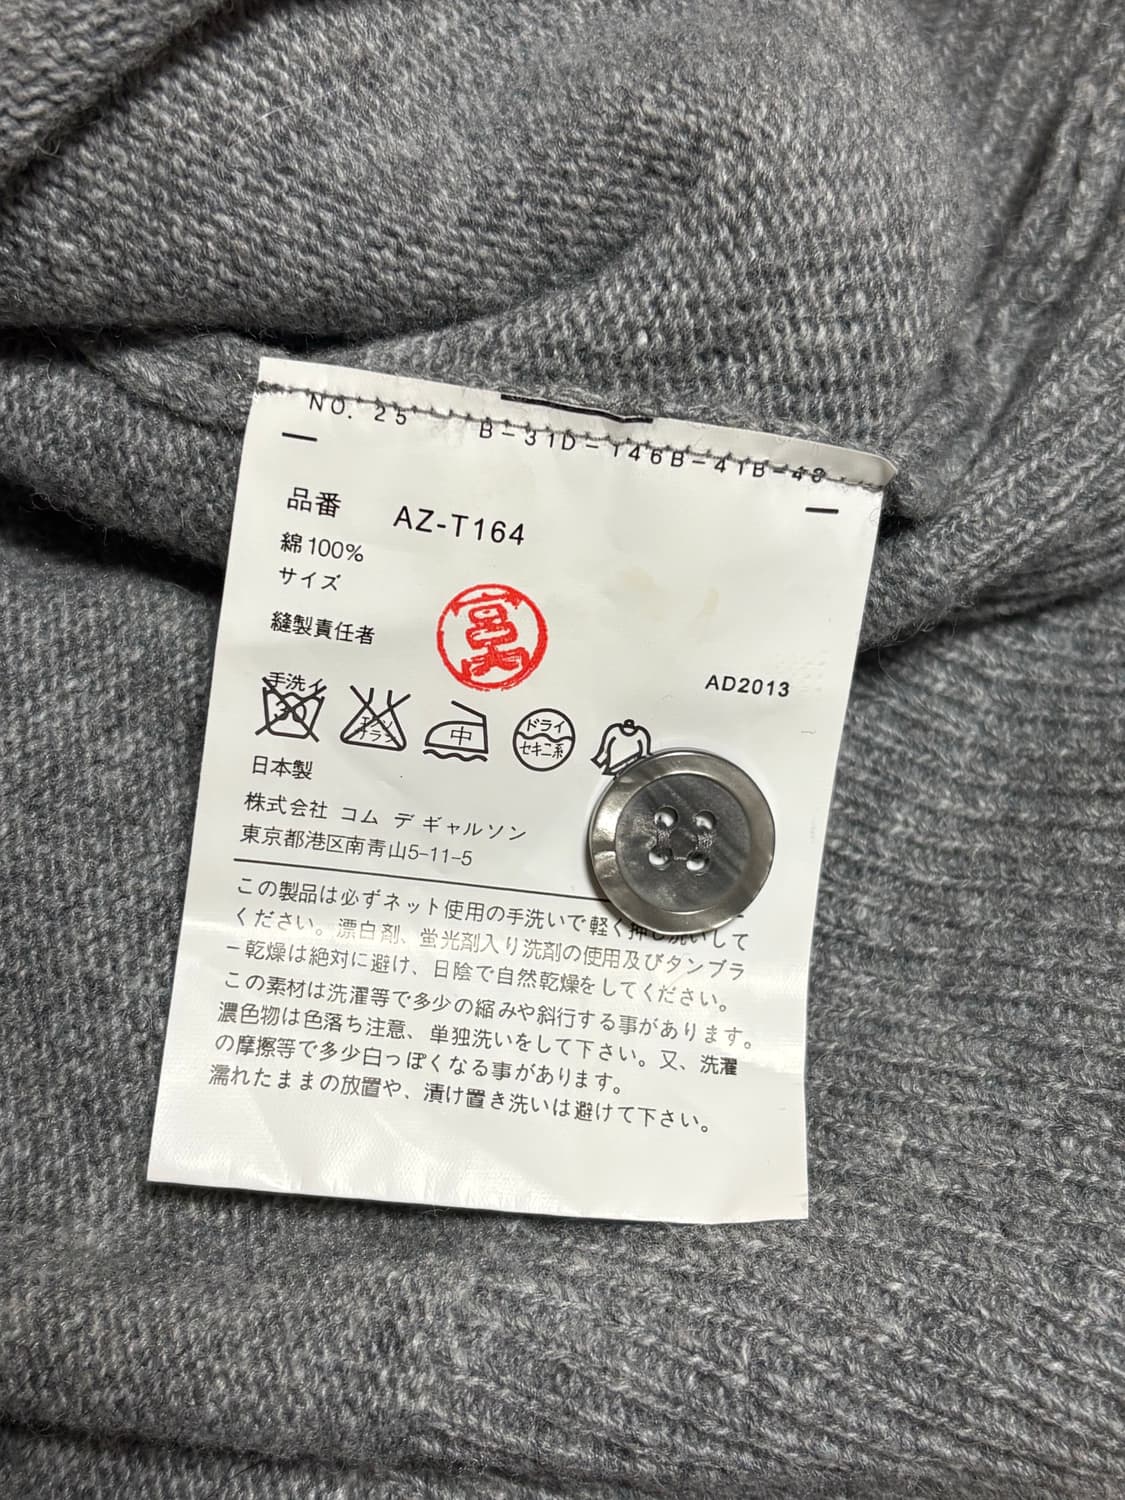 NO. 25 B-31D-146B-41B-48
品番 AZ-T164
綿100%
サイズ
縫製責任者
AD2013
手洗イ
30
エンソ
サラシ
中
ドライ
セキユ系
日本製
株式会社 コム デ ギャルソン
東京都港区南青山5-11-5
この製品は必ずネット使用の手洗いで軽く押し洗いして
ください。漂白剤、蛍光剤入り洗剤の使用及びタンブラ
ー乾燥は絶対に避け、日陰で自然乾燥をしてください。
この素材は洗濯等で多少の縮みや斜行する事があります。
濃色物は色落ち注意、単独洗いをして下さい。又、洗濯
の摩擦等で多少白っぽくなる事があります。
濡れたままの放置や、漬け置き洗いは避けて下さい。